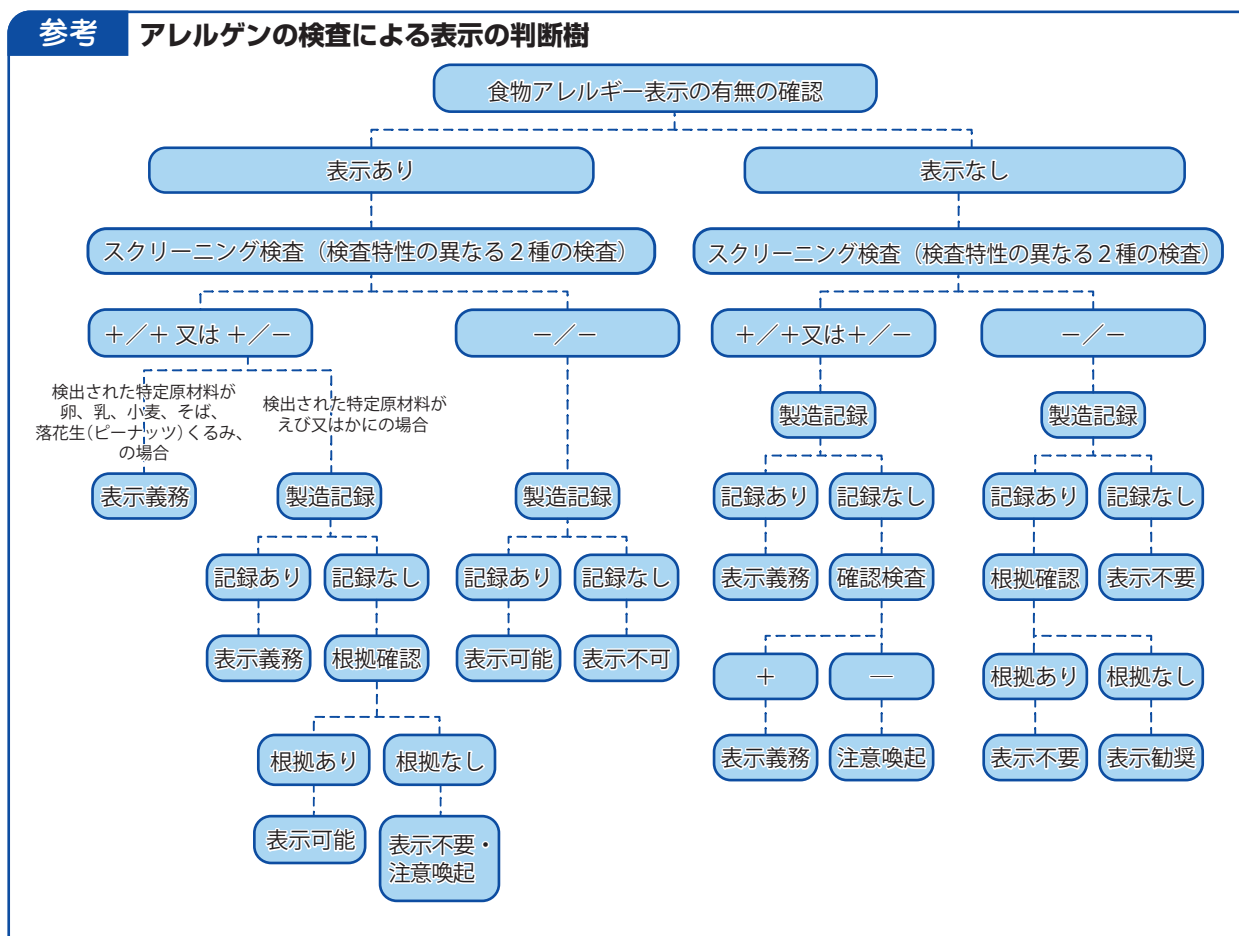 参考
アレルゲンの検査による表示の判断樹
食物アレルギー表示の有無の確認
表示あり
表示なし
スクリーニング検査（検査特性の異なる２種の検査）
スクリーニング検査（検査特性の異なる２種の検査）
＋／＋ 又は ＋／－
－／－
＋／＋又は＋／－
－／－
検出された特定原材料が
卵、乳、小麦、そば、
落花生（ピーナッツ）くるみ、
の場合
検出された特定原材料が
えび又はかにの場合
製造記録
製造記録
表示義務
製造記録
製造記録
記録あり
記録なし
記録あり
記録なし
記録あり
記録なし
記録あり
記録なし
表示義務
確認検査
根拠確認
表示不要
表示義務
根拠確認
表示可能
表示不可
＋
－
根拠あり
根拠なし
根拠あり
根拠なし
表示義務
注意喚起
表示不要
表示勧奨
表示可能
表示不要・
注意喚起